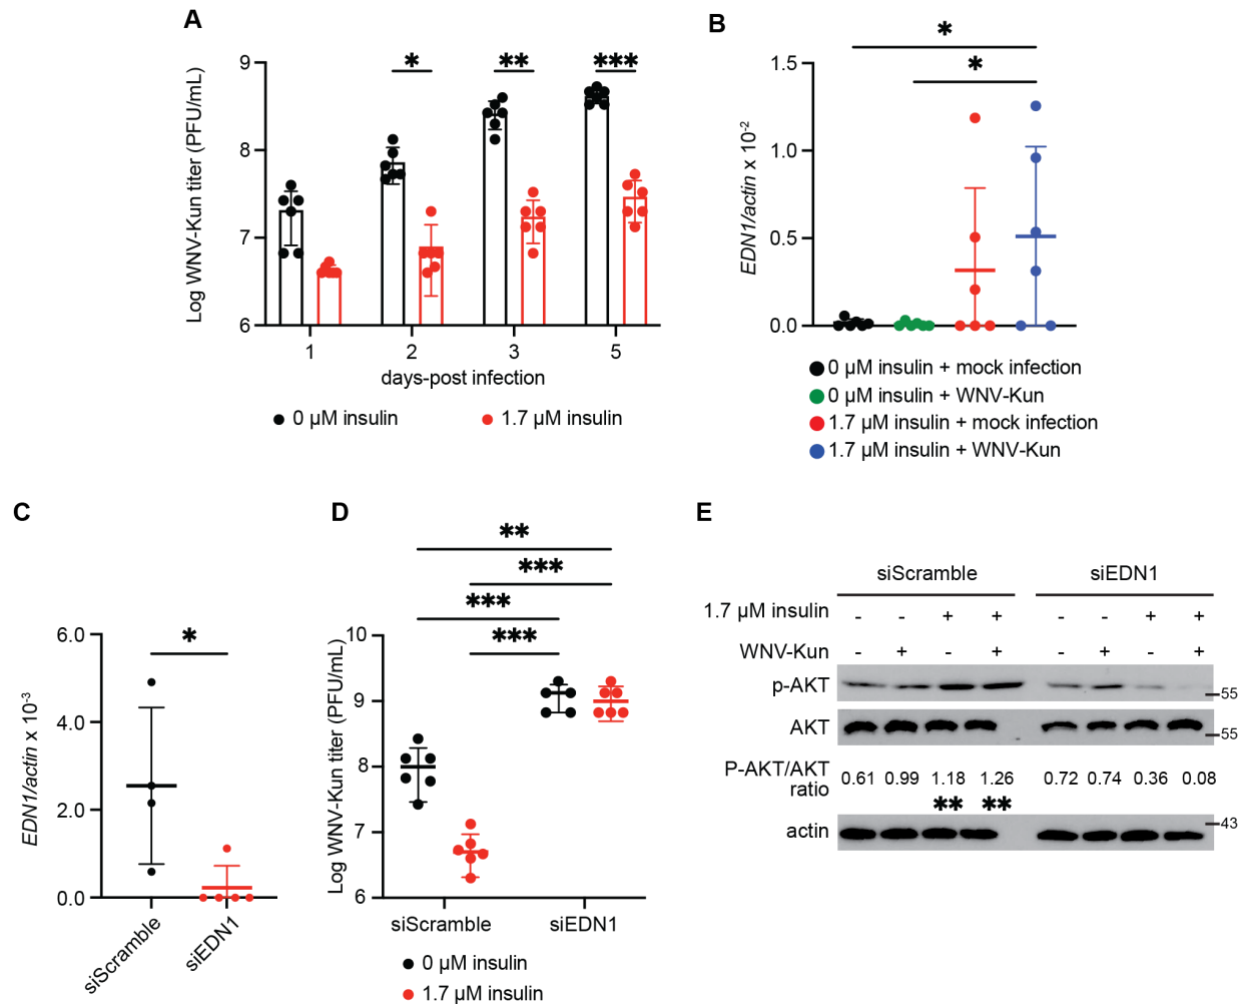 A
Log WNV-Kun titer (PFU/mL)
9
8
7
6
* ** ***
1 2 3 5
days-post infection
0 µM insulin 1.7 µM insulin
B
EDN1/actin x 10-2
1.5
1.0
0.5
0.0
*
*
0 µM insulin + mock infection
0 µM insulin + WNV-Kun
1.7 µM insulin + mock infection
1.7 µM insulin + WNV-Kun
C
EDN1/actin x 10-3
6.0
4.0
2.0
0.0
*
siScramble siEDN1
D
Log WNV-Kun titer (PFU/mL)
10
9
8
7
6
**
***
***
***
siScramble siEDN1
0 µM insulin
1.7 µM insulin
E
siScramble siEDN1
1.7 µM insulin - - + + - - + +
WNV-Kun - + - + - + - +
p-AKT 55
AKT 55
P-AKT/AKT
ratio
0.61 0.99 1.18 1.26 0.72 0.74 0.36 0.08
** **
actin 43